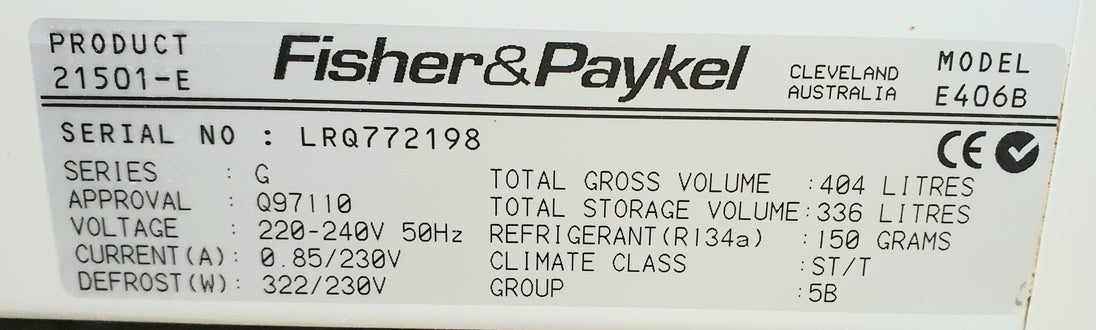 PRODUCT
21501-E
Fisher&Paykel
CLEVELAND
AUSTRALIA
MODEL
E406B
SERIAL NO : LRQ772198
CE
SERIES : G
APPROVAL : Q97110
VOLTAGE : 220-240V 50Hz
CURRENT(A): 0.85/230V
DEFROST(W): 322/230V
TOTAL GROSS VOLUME :404 LITRES
TOTAL STORAGE VOLUME:336 LITRES
REFRIGERANT(R134a) :150 GRAMS
CLIMATE CLASS :ST/T
GROUP :5B